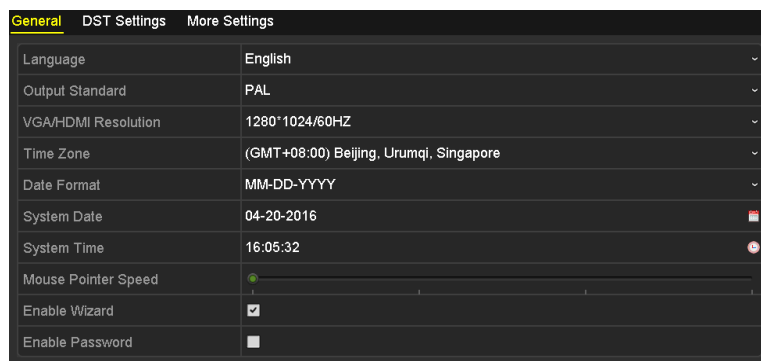 General DST Settings More Settings
Language English
Output Standard PAL
VGA/HDMI Resolution 1280*1024/60HZ
Time Zone (GMT+08:00) Beijing, Urumqi, Singapore
Date Format MM-DD-YYYY
System Date 04-20-2016
System Time 16:05:32
Mouse Pointer Speed
Enable Wizard
Enable Password